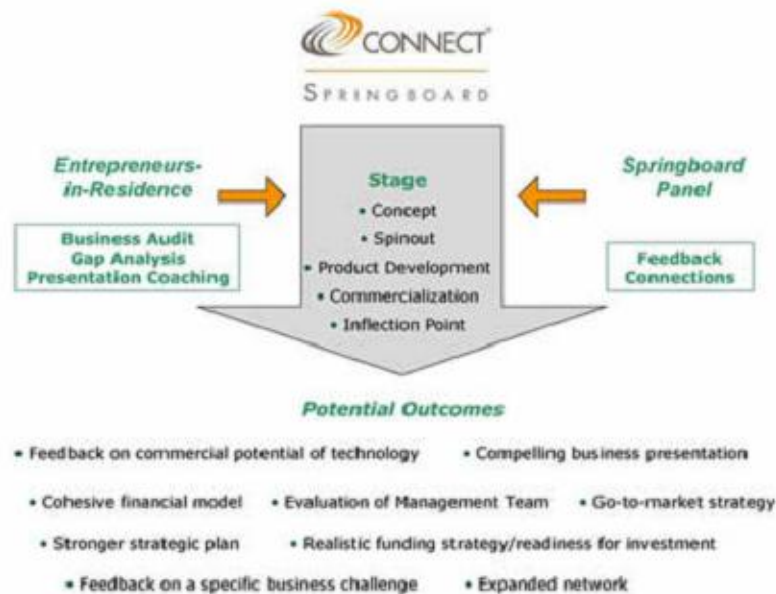 CONNECT®
SPRINGBOARD
Entrepreneurs-
in-Residence
Business Audit
Gap Analysis
Presentation Coaching
Stage
• Concept
• Spinout
• Product Development
• Commercialization
• Inflection Point
Springboard
Panel
Feedback
Connections
Potential Outcomes
• Feedback on commercial potential of technology • Compelling business presentation
• Cohesive financial model • Evaluation of Management Team • Go-to-market strategy
• Stronger strategic plan • Realistic funding strategy/readiness for investment
• Feedback on a specific business challenge • Expanded network